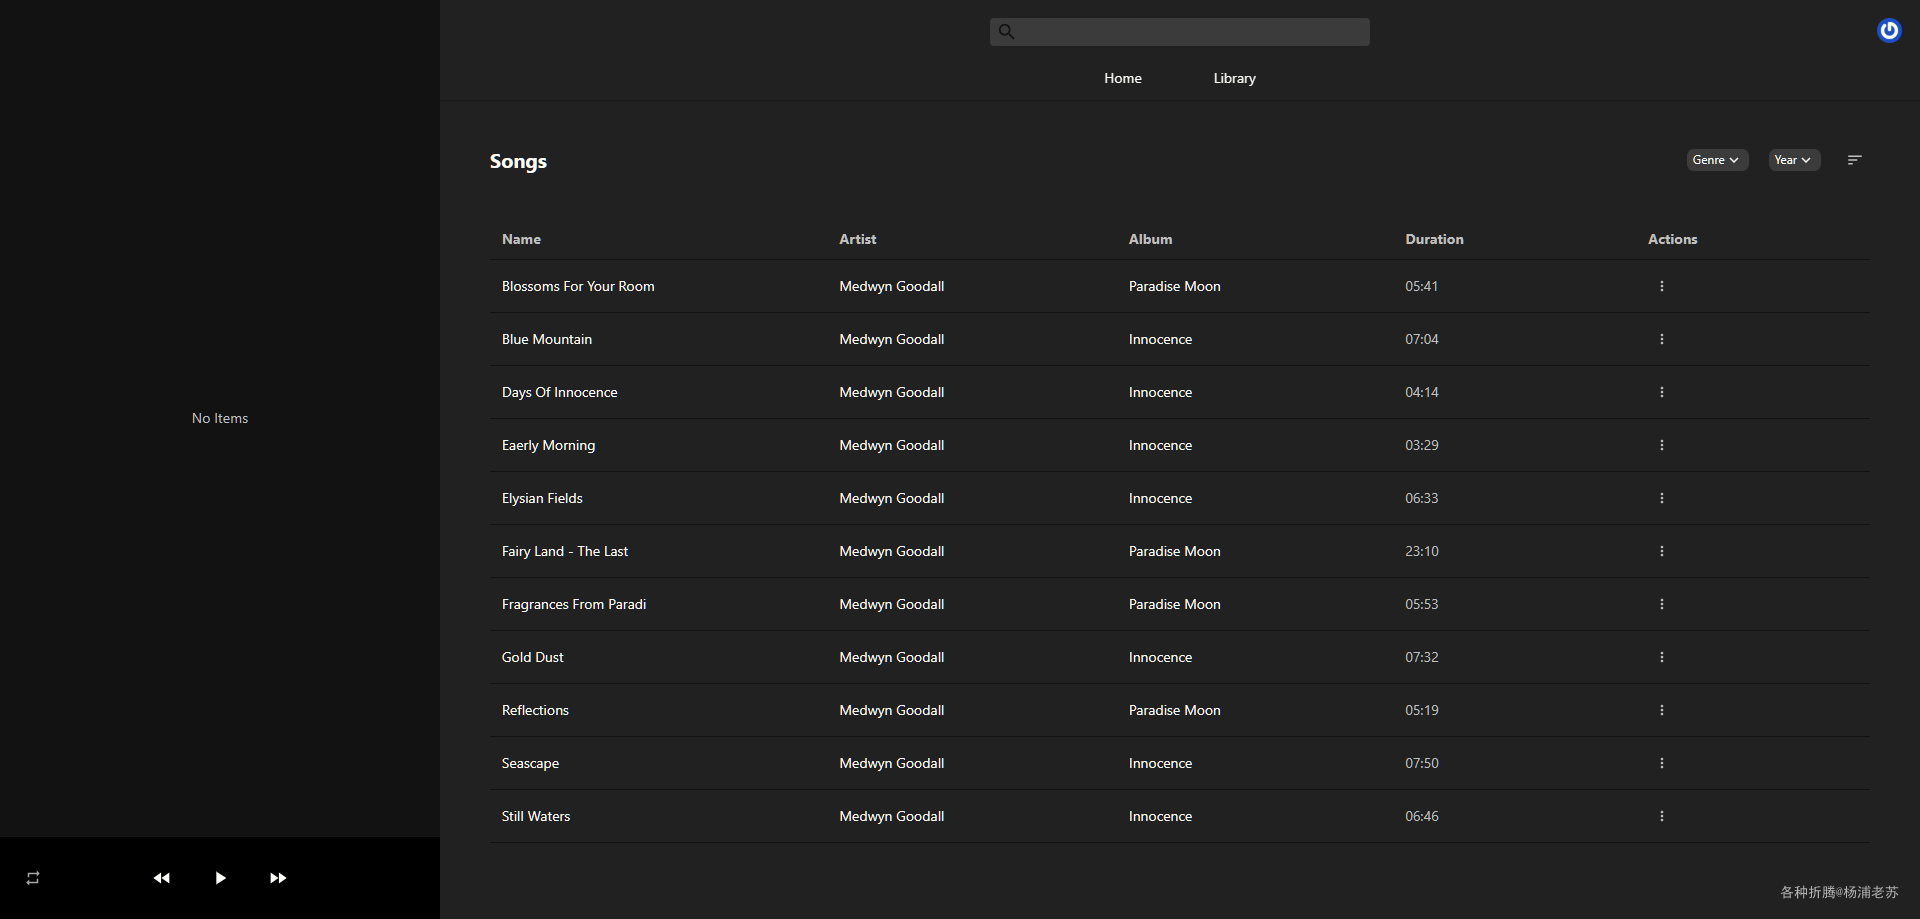 Home Library
Songs Genre Year
Name Artist Album Duration Actions
Blossoms For Your Room Medwyn Goodall Paradise Moon 05:41
Blue Mountain Medwyn Goodall Innocence 07:04
Days Of Innocence Medwyn Goodall Innocence 04:14
No Items
Eaerly Morning Medwyn Goodall Innocence 03:29
Elysian Fields Medwyn Goodall Innocence 06:33
Fairy Land - The Last Medwyn Goodall Paradise Moon 23:10
Fragrances From Paradi Medwyn Goodall Paradise Moon 05:53
Gold Dust Medwyn Goodall Innocence 07:32
Reflections Medwyn Goodall Paradise Moon 05:19
Seascape Medwyn Goodall Innocence 07:50
Still Waters Medwyn Goodall Innocence 06:46
各种折腾@杨浦老苏